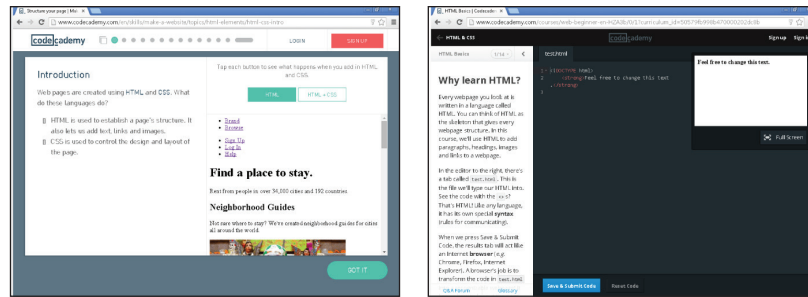 Structure your page | Ma
www.codecademy.com/en/skills/make-a-website/topics/html-elements/html-css-intro
codecademy
LOGIN
SIGN UP
Introduction
Web pages are created using HTML and CSS. What
do these languages do?
HTML is used to establish a page's structure. It
also lets us add text, links and images.
CSS is used to control the design and layout of
the page.
Tap each button to see what happens when you add in HTML
and CSS.
HTML
HTML + CSS
Brand
Browse
Sign Up
Log In
Help
Find a place to stay.
Rent from people in over 34,000 cities and 192 countries
Neighborhood Guides
Not sure where to stay? We've created neighborhood guides for cities
all around the world.
GOT IT
HTML Basics | Codecadem
www.codecademy.com/courses/web-beginner-en-HZA3b/0/1?curriculum_id=50579fb998b470000202dc8b
HTML & CSS
codecademy
Sign up
Sign in
HTML Basics
1/14
test.html
Why learn HTML?
Every webpage you look at is
written in a language called
HTML. You can think of HTML as
the skeleton that gives every
webpage structure. In this
course, we'll use HTML to add
paragraphs, headings, images
and links to a webpage.
In the editor to the right, there's
a tab called test.html. This is
the file we'll type our HTML into.
See the code with the <>s?
That's HTML! Like any language,
it has its own special syntax
(rules for communicating).
When we press Save & Submit
Code, the results tab will act like
an Internet browser (e.g.
Chrome, Firefox, Internet
Explorer). A browser's job is to
transform the code in test.html
Q&A Forum
Glossary
1 <!DOCTYPE html>
2 <strong>Feel free to change this text
.</strong>
3
Feel free to change this text.
Full Screen
Save & Submit Code
Reset Code